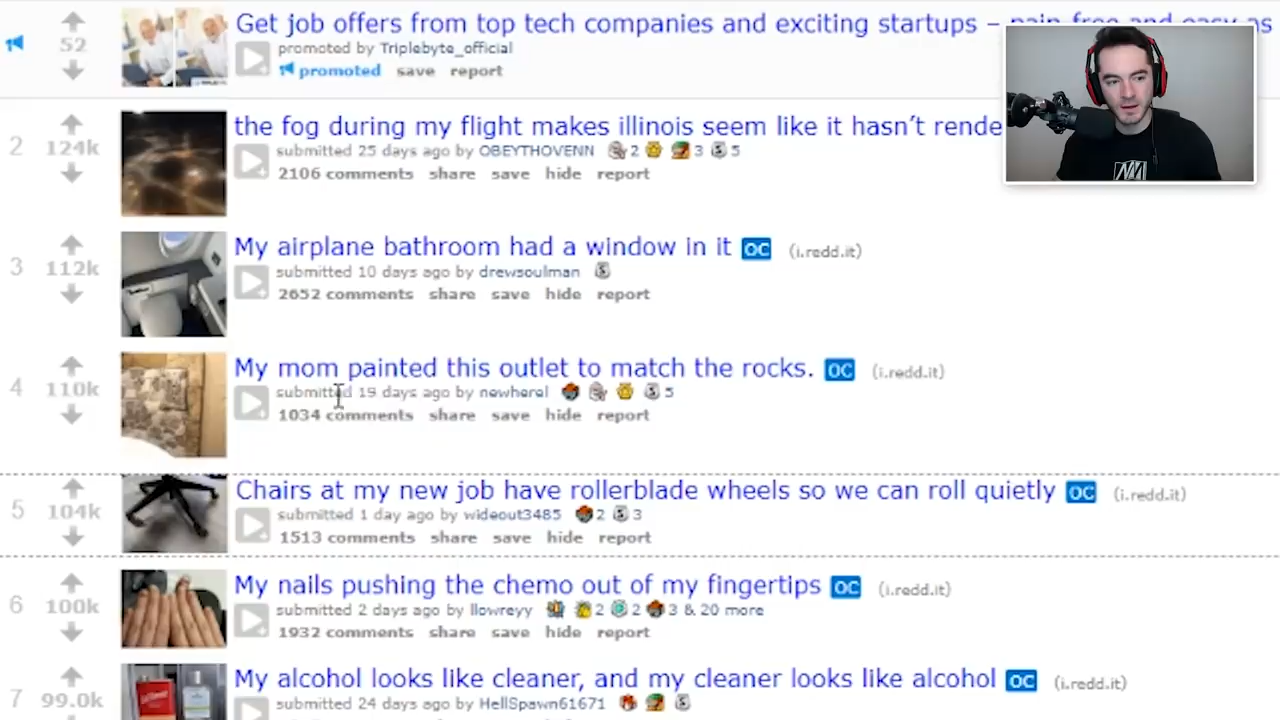 Get job offers from top tech companies and exciting startups – pain-free and easy as
52
promoted by Triplebyte_official
promoted save report
2
124k
the fog during my flight makes illinois seem like it hasn't rende
submitted 25 days ago by OBEYTHOVENN 2 3 5
2106 comments share save hide report
3
112k
My airplane bathroom had a window in it OC (i.redd.it)
submitted 10 days ago by drewsoulman
2652 comments share save hide report
4
110k
My mom painted this outlet to match the rocks. OC (i.redd.it)
submitted 19 days ago by newherel 5
1034 comments share save hide report
5
104k
Chairs at my new job have rollerblade wheels so we can roll quietly OC (i.redd.it)
submitted 1 day ago by wideout3485 2 3
1513 comments share save hide report
6
100k
My nails pushing the chemo out of my fingertips OC (i.redd.it)
submitted 2 days ago by llowreyy 2 2 3 & 20 more
1932 comments share save hide report
7
99.0k
My alcohol looks like cleaner, and my cleaner looks like alcohol OC (i.redd.it)
submitted 24 days ago by HellSpawn61671